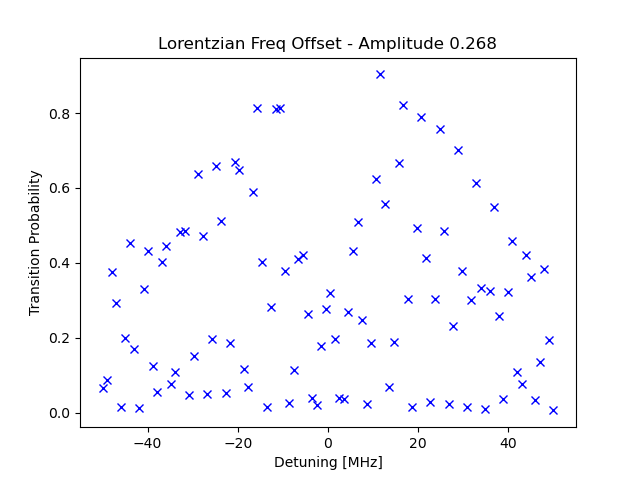 Lorentzian Freq Offset - Amplitude 0.268
Transition Probability
0.8
0.6
0.4
0.2
0.0
−40 −20 0 20 40
Detuning [MHz]